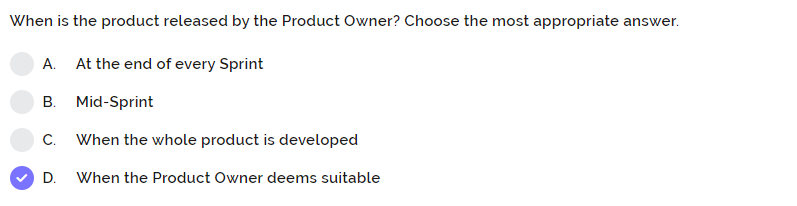 When is the product released by the Product Owner? Choose the most appropriate answer.
A. At the end of every Sprint
B. Mid-Sprint
C. When the whole product is developed
D. When the Product Owner deems suitable